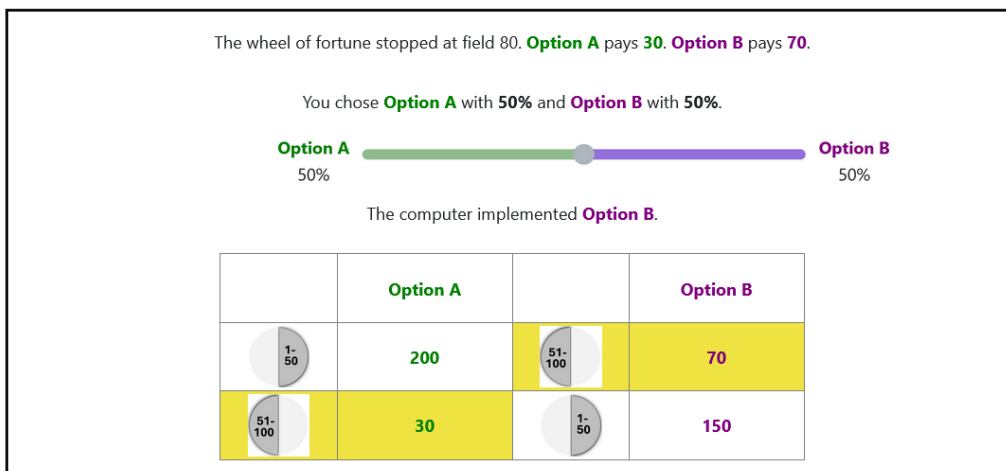 The wheel of fortune stopped at field 80. Option A pays 30. Option B pays 70.
You chose Option A with 50% and Option B with 50%.
Option A
Option B
50%
50%
The computer implemented Option B.
Option A
Option B
1-
50
200
51-
100
70
51-
100
30
1-
50
150